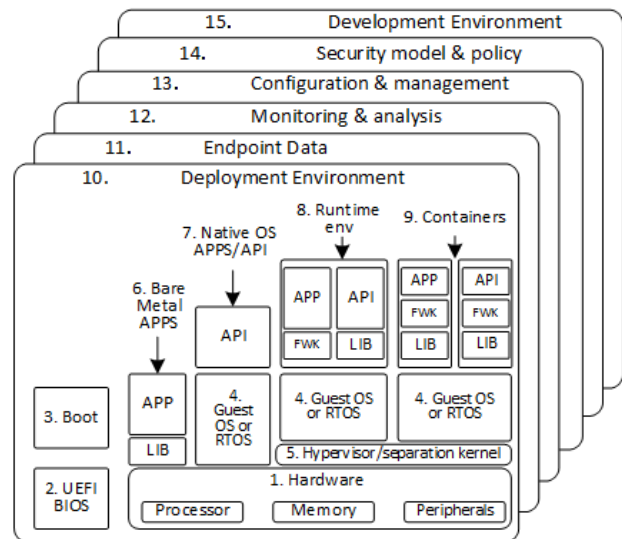 15. Development Environment
14. Security model & policy
13. Configuration & management
12. Monitoring & analysis
11. Endpoint Data
10. Deployment Environment
8. Runtime
env
9. Containers
7. Native OS
APPS/API
6. Bare
Metal
APPS
APP
API
APP
FWK
LIB
API
FWK
LIB
API
FWK
LIB
APP
LIB
4.
Guest
OS or
RTOS
4. Guest OS
or RTOS
4. Guest OS
or RTOS
3. Boot
5. Hypervisor/separation kernel
2. UEFI
BIOS
1. Hardware
Processor
Memory
Peripherals